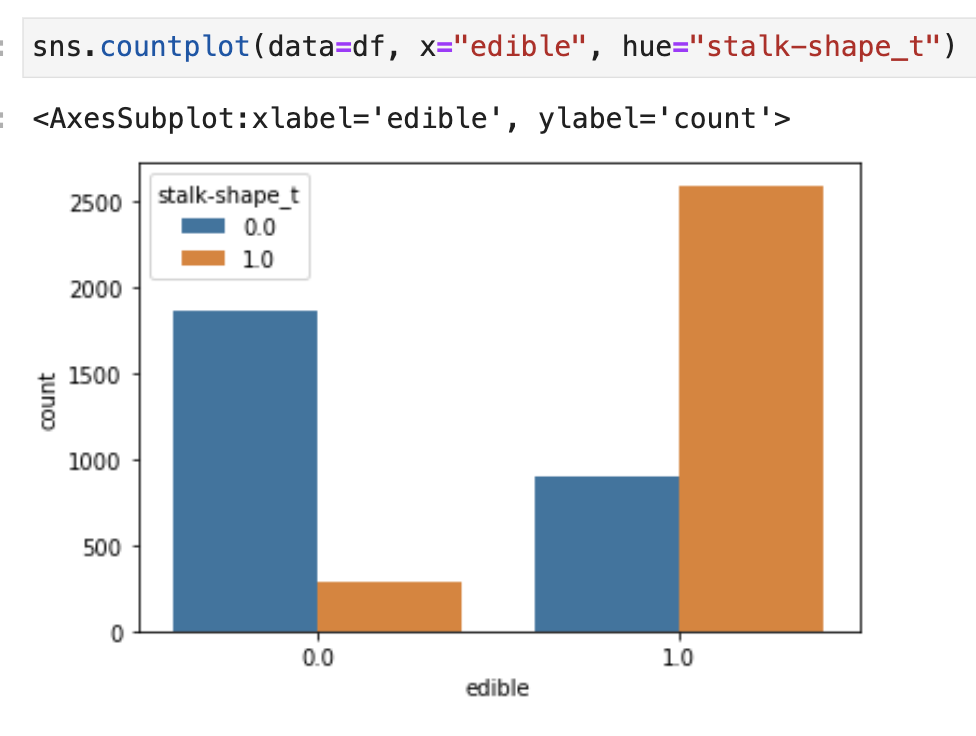 sns.countplot(data=df, x="edible", hue="stalk-shape_t")
<AxesSubplot:xlabel='edible', ylabel='count'>
stalk-shape_t
0.0
1.0
2500
2000
1500
1000
500
0
count
0.0 1.0
edible